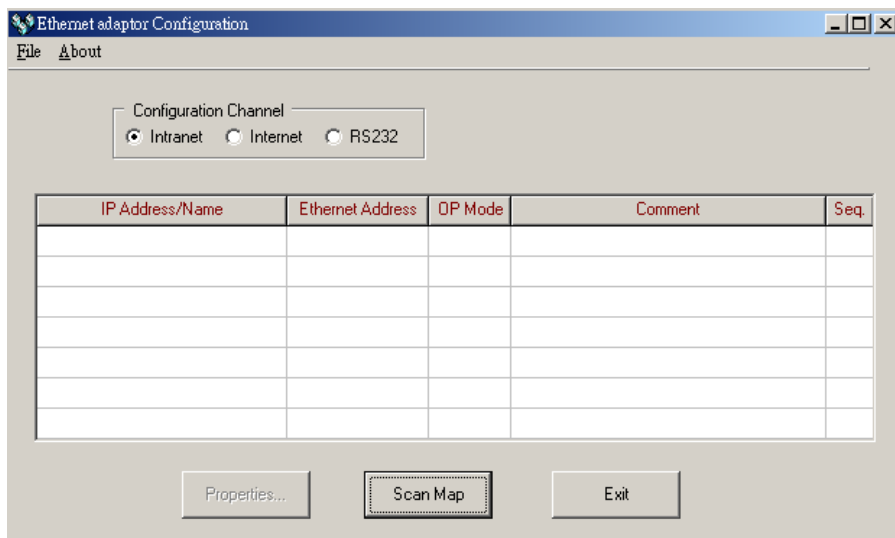 Ethernet adaptor Configuration
File About
Configuration Channel
Intranet Internet RS232
IP Address/Name Ethernet Address OP Mode Comment Seq.
Properties... Scan Map Exit